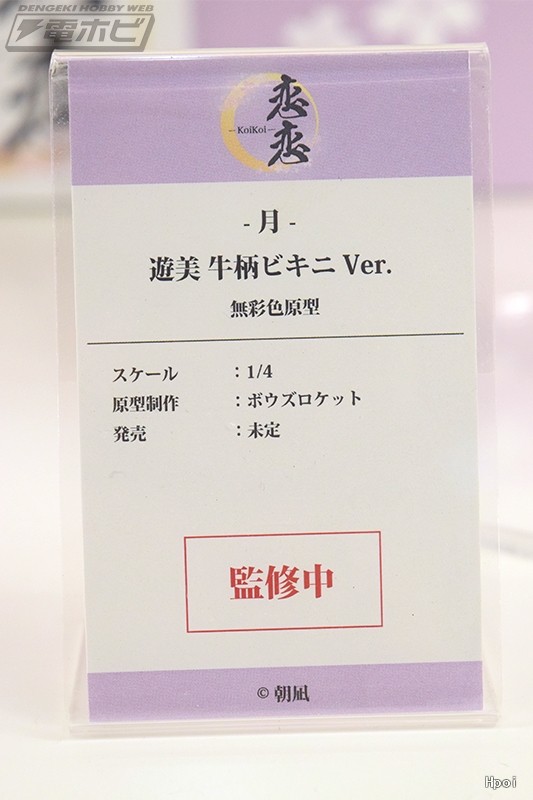 DENGEKI HOBBY WEB
電ホビ
恋
―KoiKoi―
恋
- 月 -
遊美 牛柄ビキニ Ver.
無彩色原型
スケール ：1/4
原型制作 ：ボウズロケット
発売 ：未定
監修中
© 朝凪
Hpoi